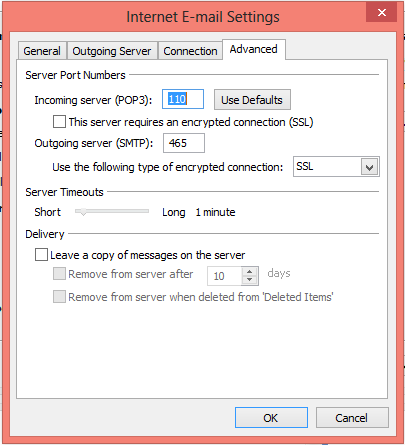 Internet E-mail Settings
General Outgoing Server Connection Advanced
Server Port Numbers
Incoming server (POP3): 110 Use Defaults
This server requires an encrypted connection (SSL)
Outgoing server (SMTP): 465
Use the following type of encrypted connection: SSL
Server Timeouts
Short Long 1 minute
Delivery
Leave a copy of messages on the server
Remove from server after 10 days
Remove from server when deleted from 'Deleted Items'
OK Cancel